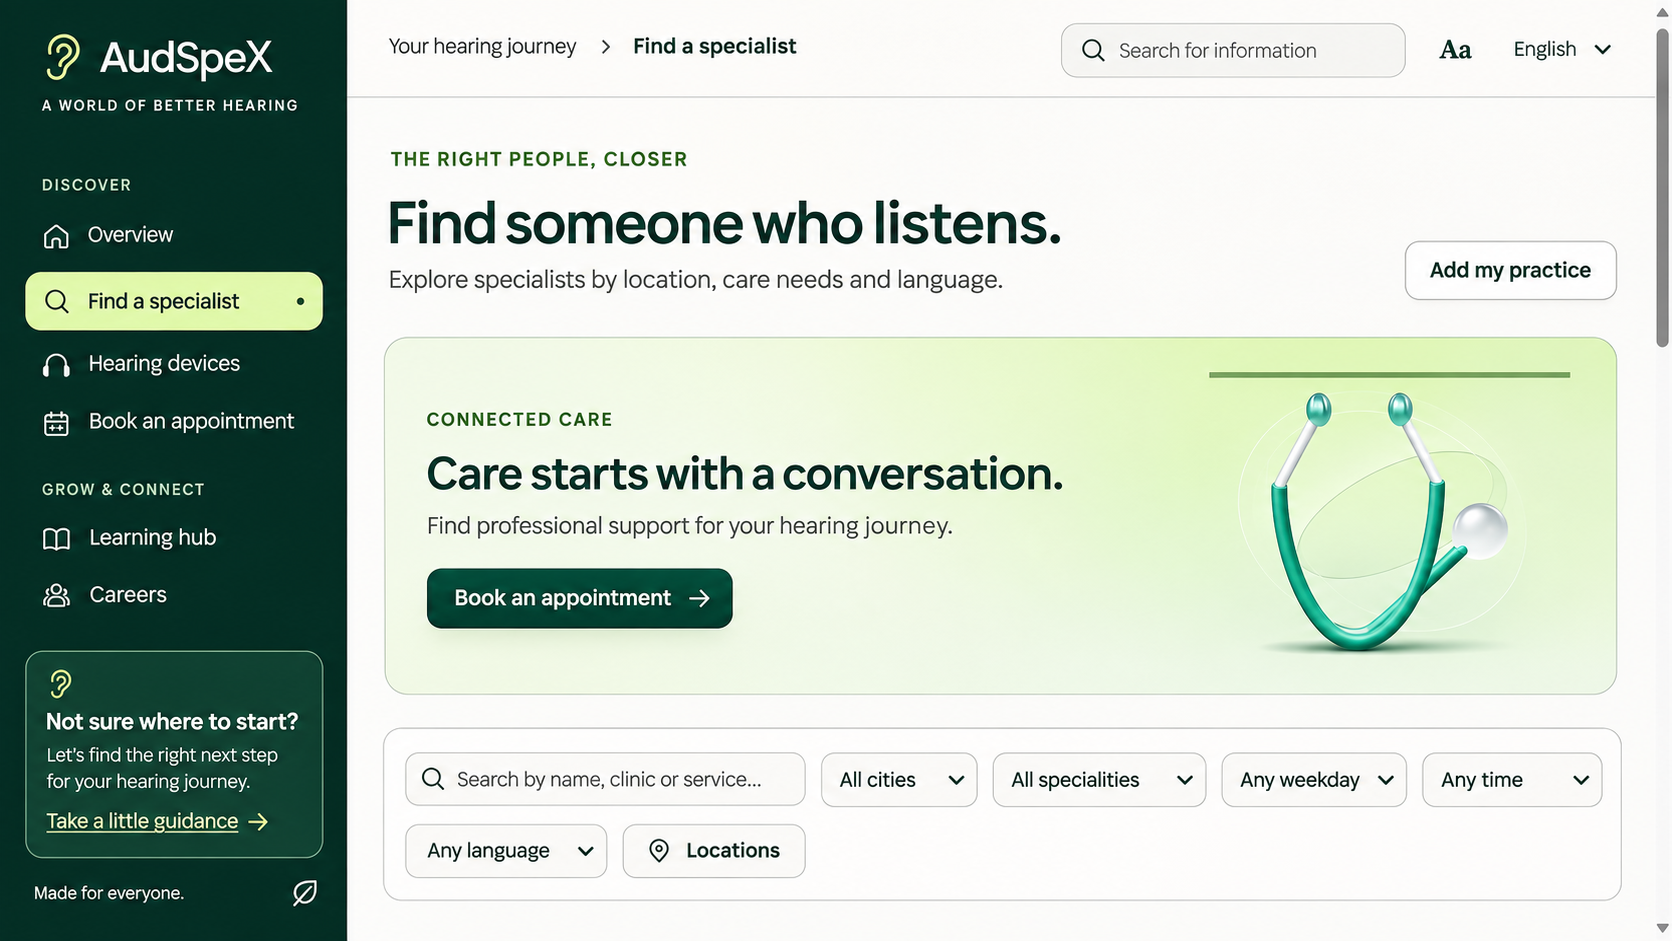 AudSpeX
A WORLD OF BETTER HEARING
DISCOVER
Overview
Find a specialist
Hearing devices
Book an appointment
GROW & CONNECT
Learning hub
Careers
Not sure where to start?
Let's find the right next step
for your hearing journey.
Take a little guidance
Made for everyone.
Your hearing journey
Find a specialist
Search for information
Aa
English
THE RIGHT PEOPLE, CLOSER
Find someone who listens.
Explore specialists by location, care needs and language.
Add my practice
CONNECTED CARE
Care starts with a conversation.
Find professional support for your hearing journey.
Book an appointment
Search by name, clinic or service...
All cities
All specialities
Any weekday
Any time
Any language
Locations